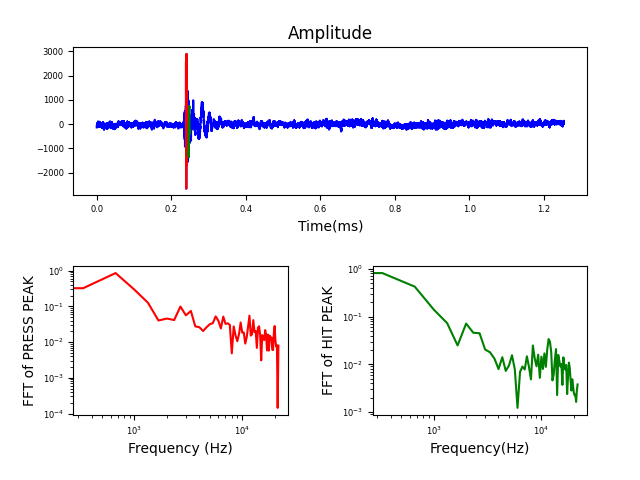 Amplitude
3000
2000
1000
0
−1000
−2000
0.0 0.2 0.4 0.6 0.8 1.0 1.2
Time(ms)
FFT of PRESS PEAK
10⁰
10⁻¹
10⁻²
10⁻³
10⁻⁴
10³ 10⁴
Frequency (Hz)
FFT of HIT PEAK
10⁰
10⁻¹
10⁻²
10⁻³
10³ 10⁴
Frequency(Hz)